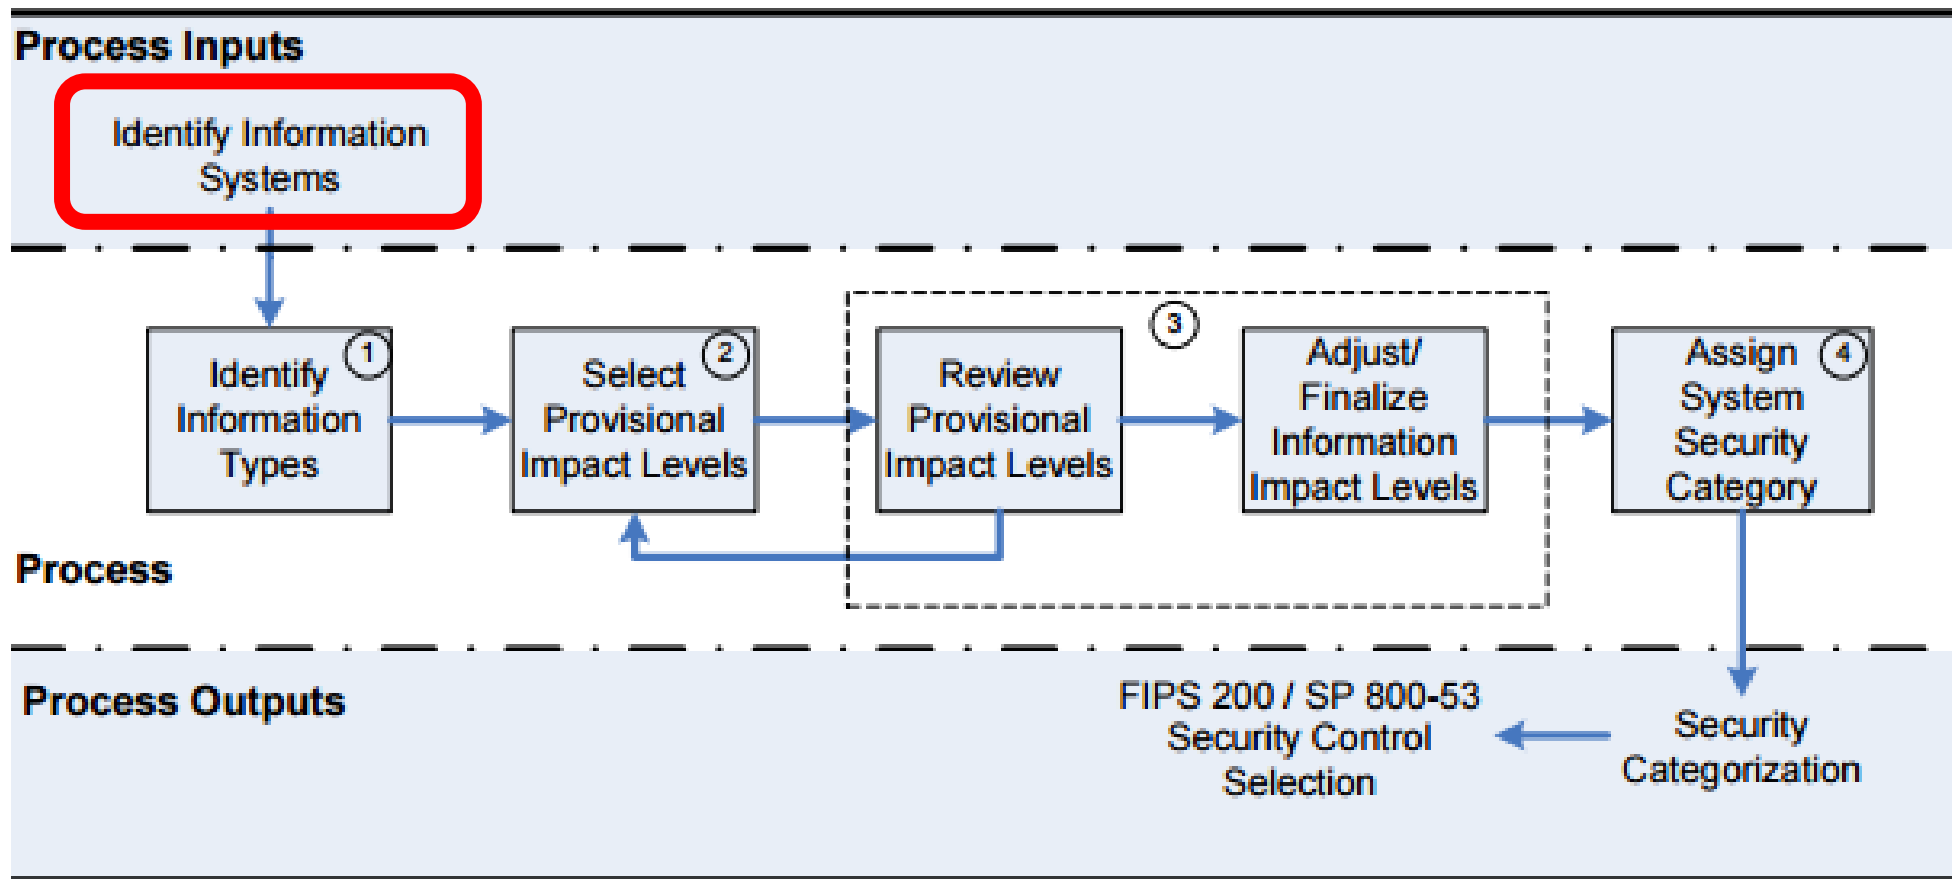 Process Inputs
Identify Information
Systems
1
Identify
Information
Types
2
Select
Provisional
Impact Levels
3
Review
Provisional
Impact Levels
Adjust/
Finalize
Information
Impact Levels
4
Assign
System
Security
Category
Process
Process Outputs
FIPS 200 / SP 800-53
Security Control
Selection
Security
Categorization